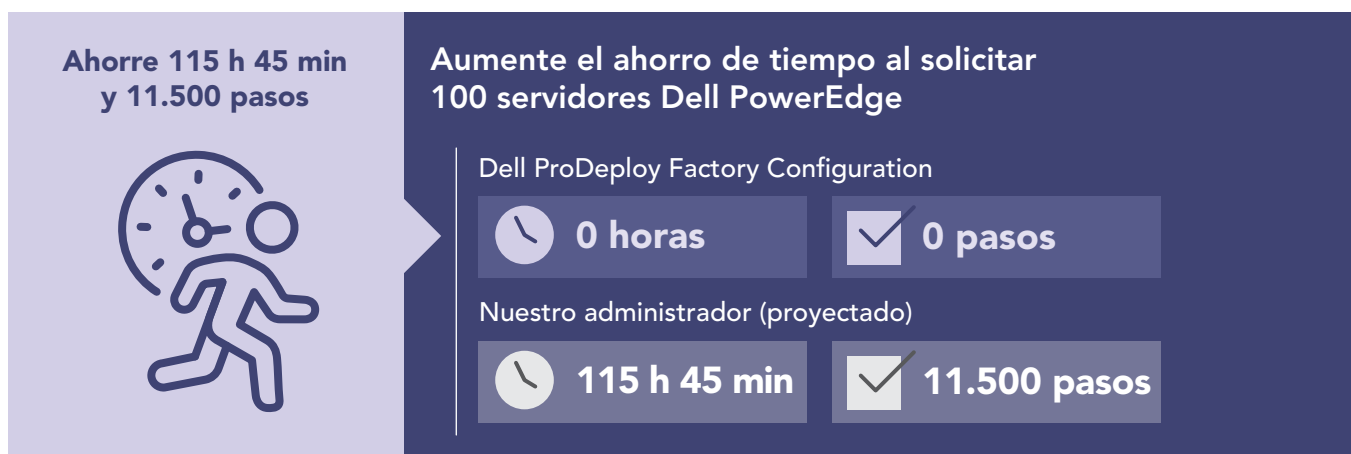 Ahorre 115 h 45 min
y 11.500 pasos
Aumente el ahorro de tiempo al solicitar
100 servidores Dell PowerEdge
Dell ProDeploy Factory Configuration
0 horas
0 pasos
Nuestro administrador (proyectado)
115 h 45 min
11.500 pasos